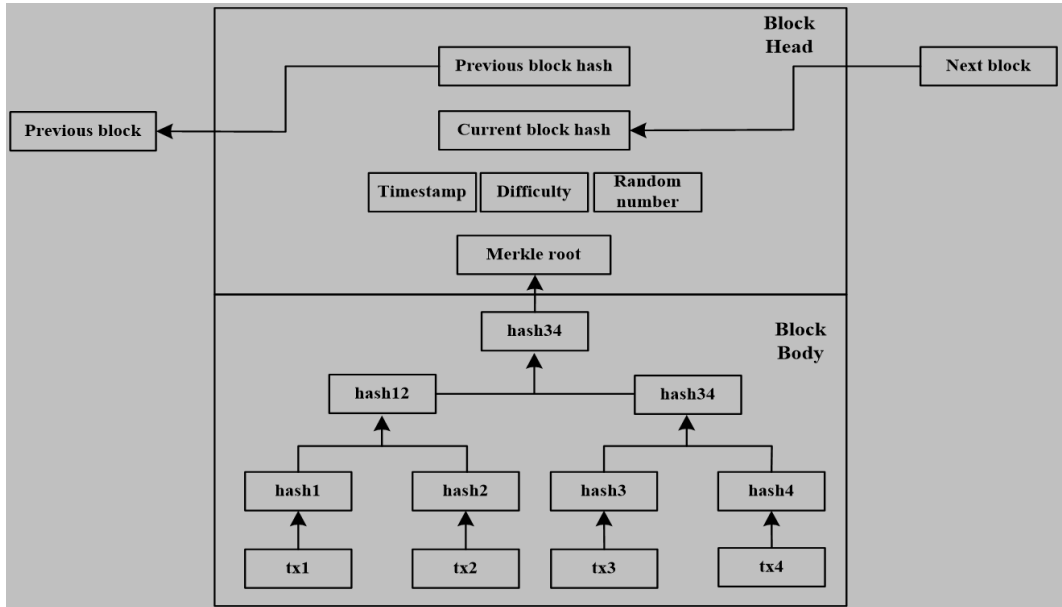 Block
Head
Previous block hash
Next block
Previous block
Current block hash
Timestamp
Difficulty
Random
number
Merkle root
hash34
Block
Body
hash12
hash34
hash1
hash2
hash3
hash4
tx1
tx2
tx3
tx4